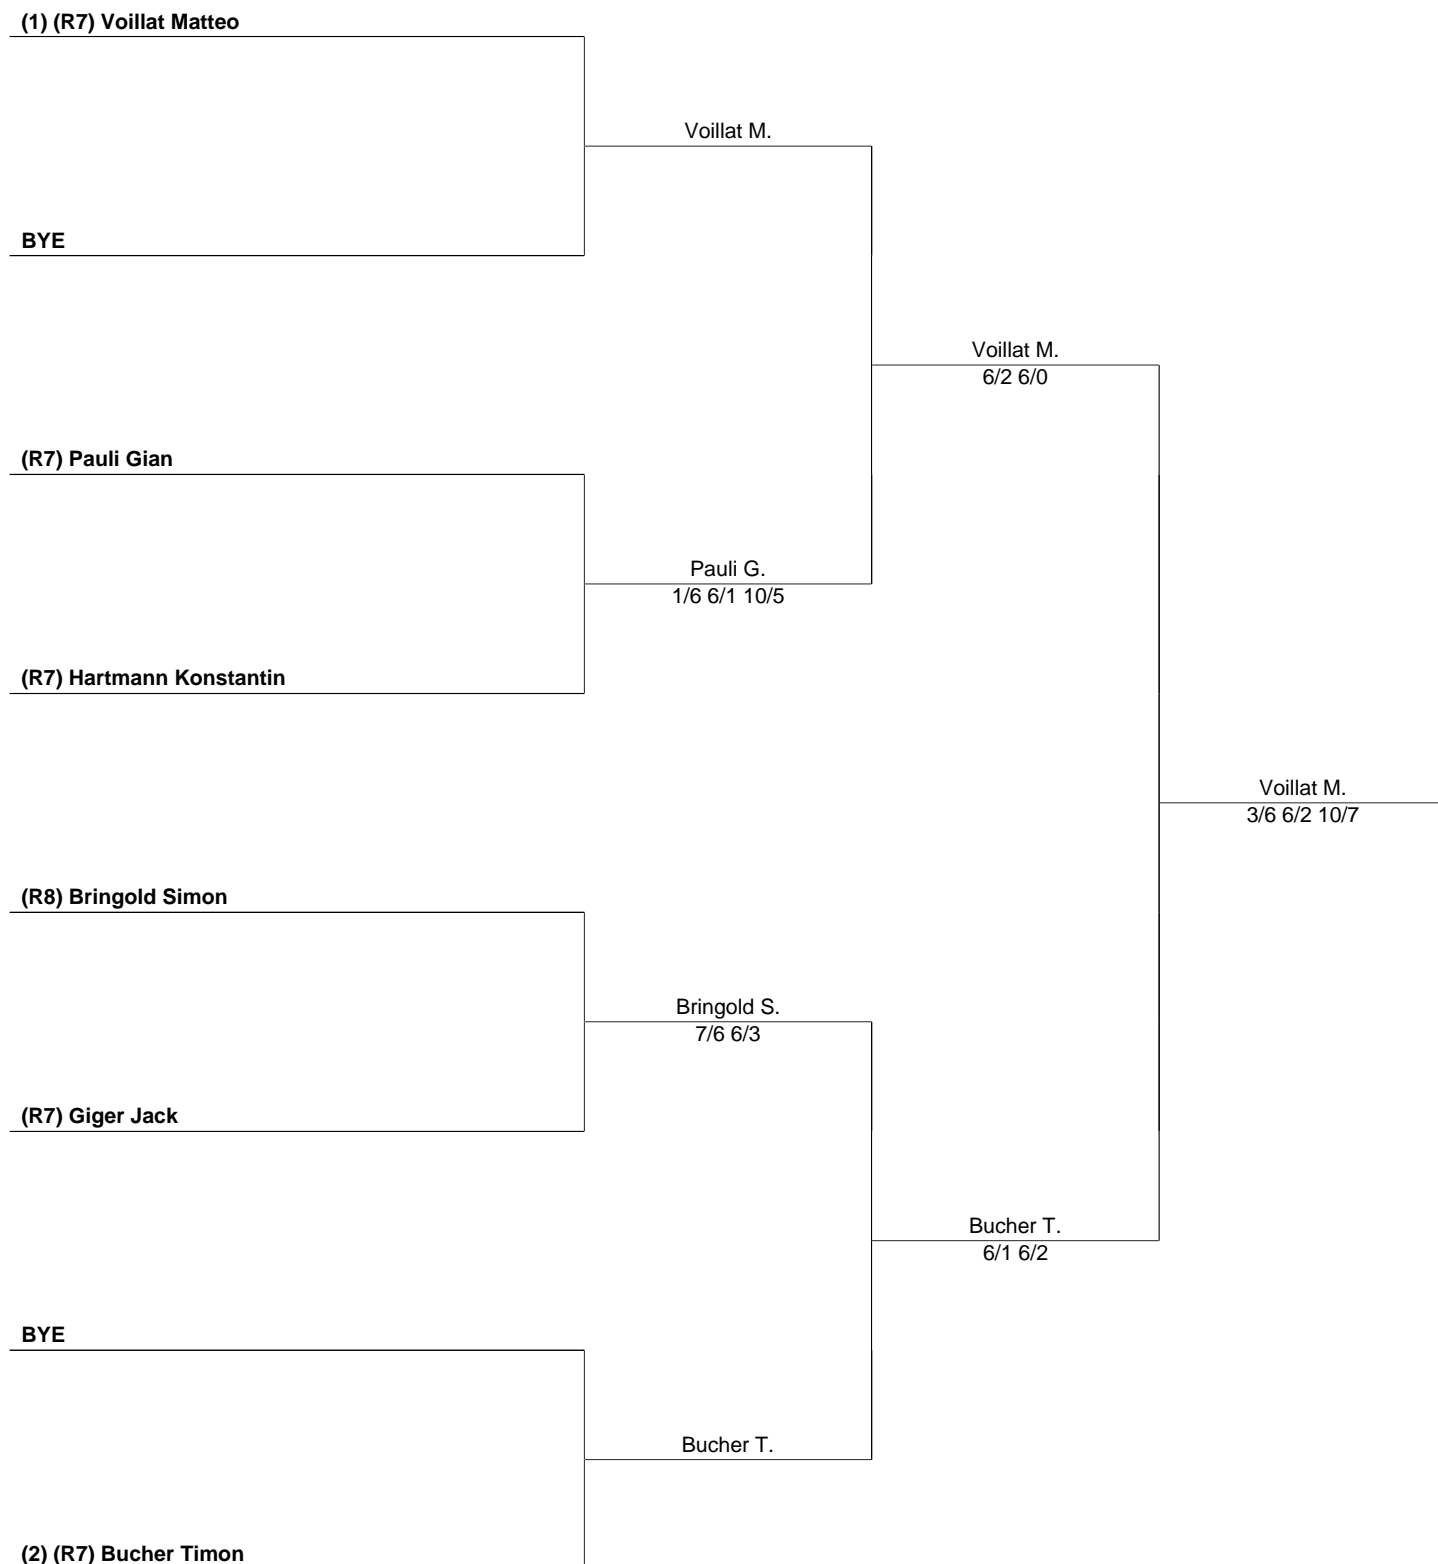 (1) (R7) Voillat Matteo
Voillat M.
BYE
Voillat M.
6/2 6/0
(R7) Pauli Gian
Pauli G.
1/6 6/1 10/5
(R7) Hartmann Konstantin
Voillat M.
3/6 6/2 10/7
(R8) Bringold Simon
Bringold S.
7/6 6/3
(R7) Giger Jack
Bucher T.
6/1 6/2
BYE
Bucher T.
(2) (R7) Bucher Timon